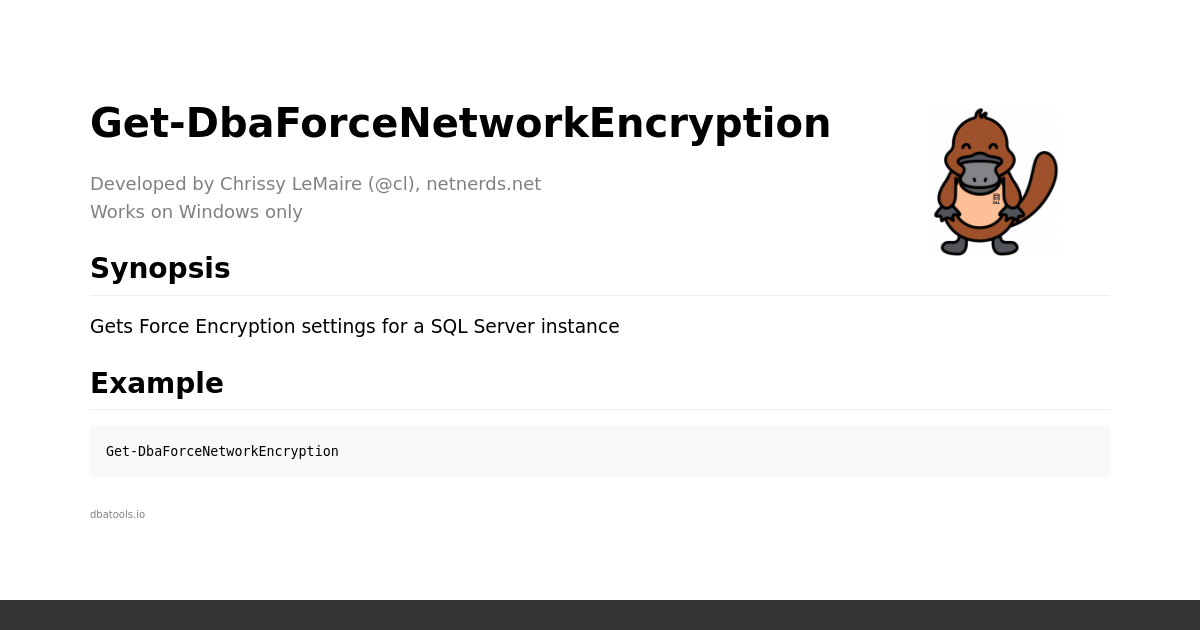 Get-DbaForceNetworkEncryption
Developed by Chrissy LeMaire (@cl), netnerds.net
Works on Windows only
Synopsis
Gets Force Encryption settings for a SQL Server instance
Example
Get-DbaForceNetworkEncryption
dbatools.io